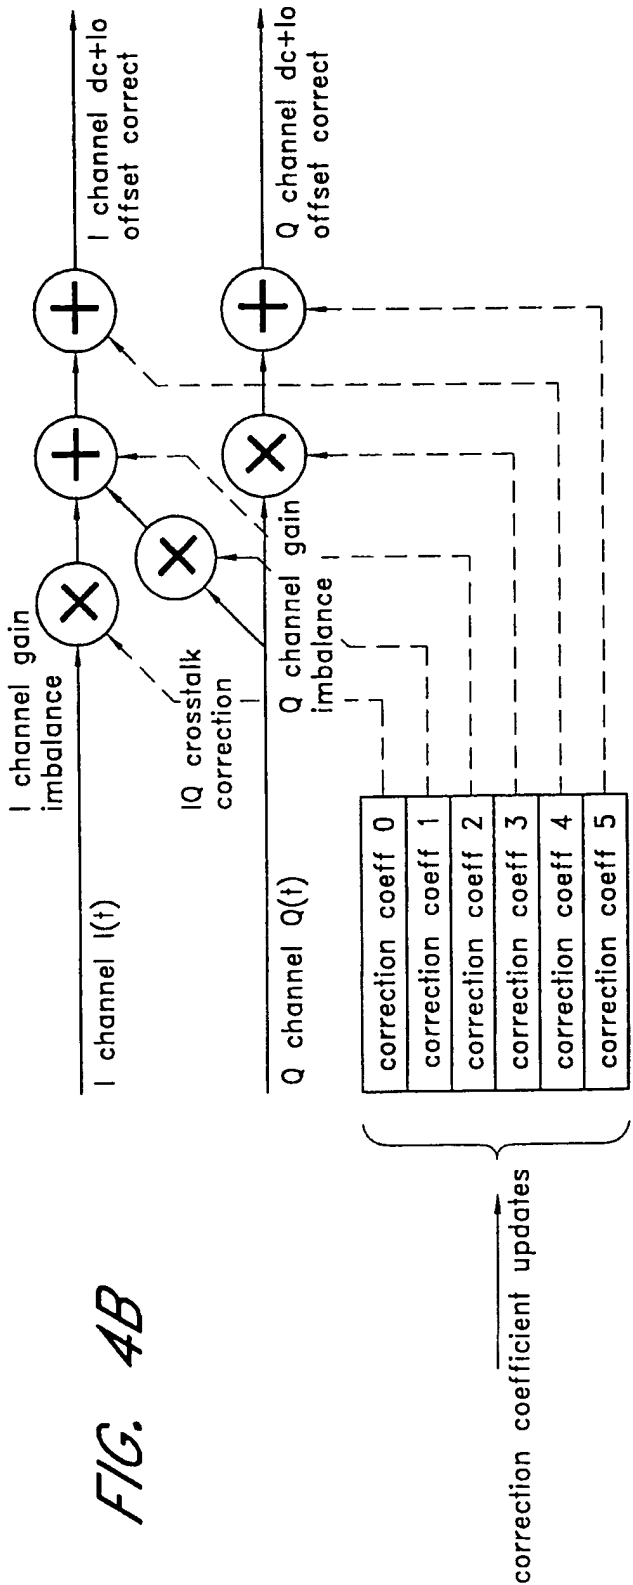 FIG. 4B
I channel I(t)
I channel gain
imbalance
I channel dc+lo
offset correct
IQ crosstalk
correction
Q channel Q(t)
Q channel gain
imbalance
Q channel dc+lo
offset correct
correction coeff 0
correction coeff 1
correction coeff 2
correction coeff 3
correction coeff 4
correction coeff 5
correction coefficient updates